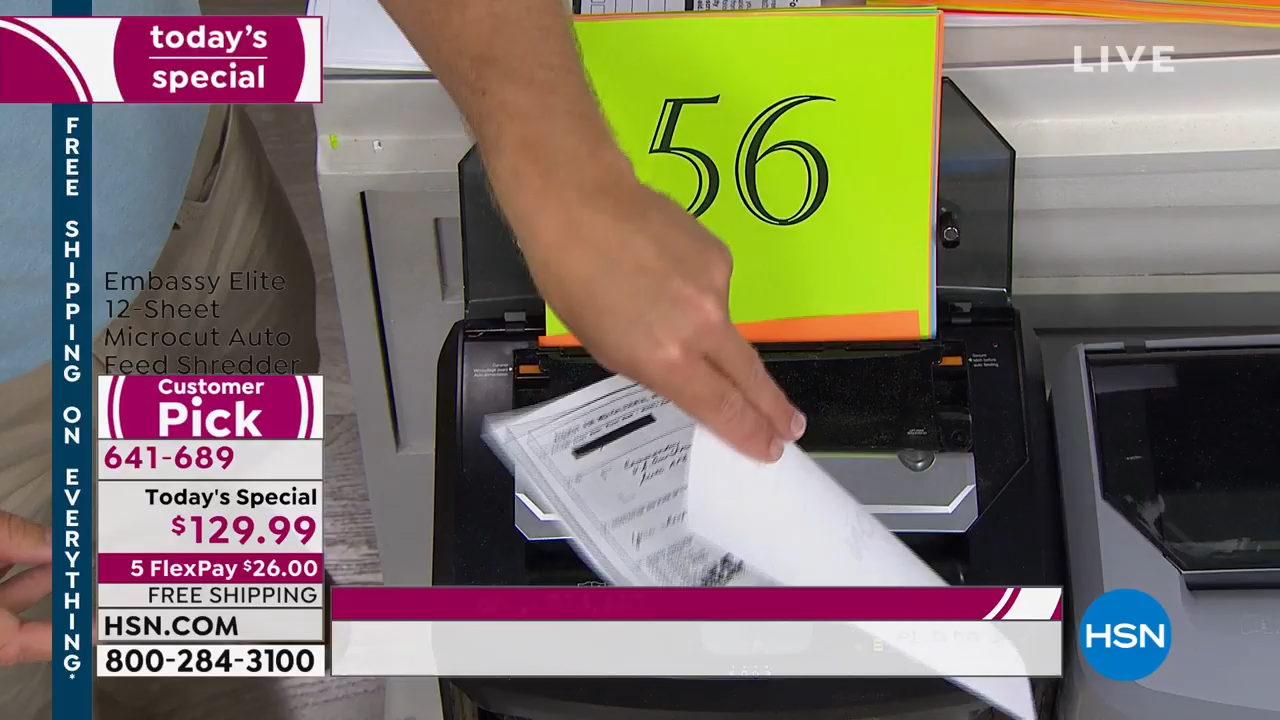 today's
special
LIVE
FREE SHIPPING ON EVERYTHING*
56
Embassy Elite
12-Sheet
Microcut Auto
Feed Shredder
Customer
Pick
641-689
Today's Special
$129.99
5 FlexPay $26.00
FREE SHIPPING
HSN.COM
800-284-3100
HSN